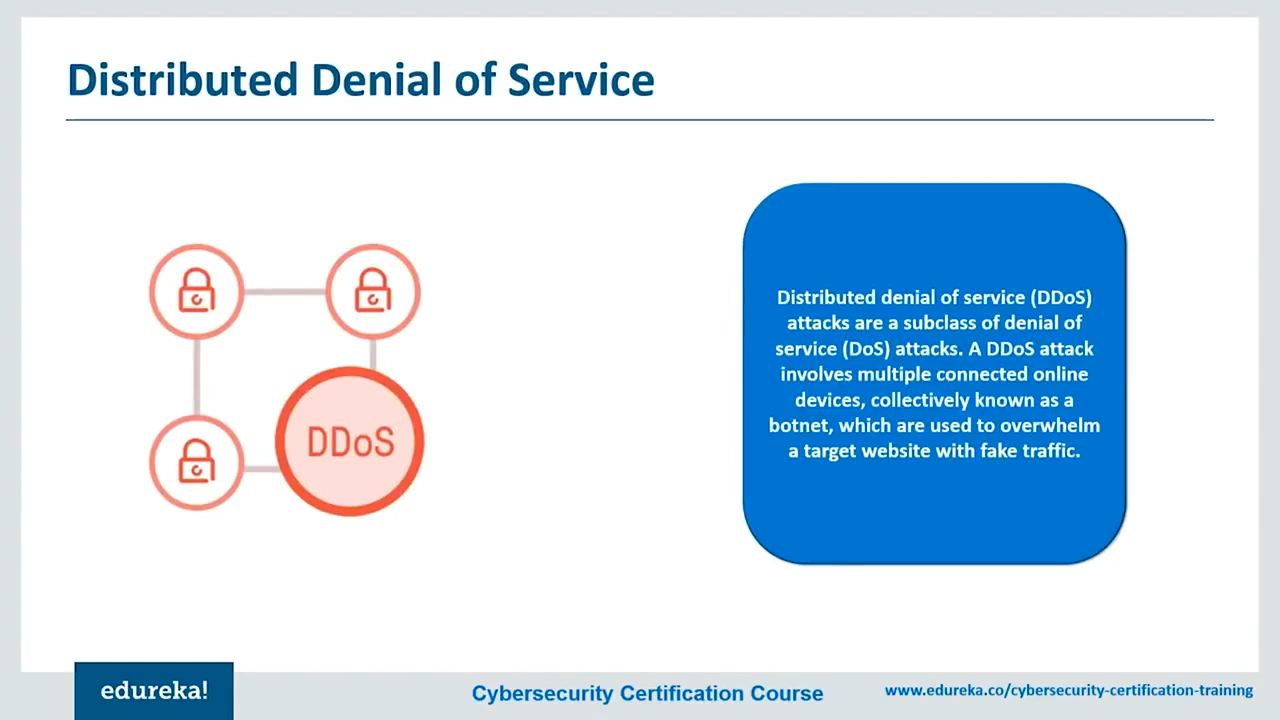 Distributed Denial of Service
DDoS
Distributed denial of service (DDoS)
attacks are a subclass of denial of
service (DoS) attacks. A DDoS attack
involves multiple connected online
devices, collectively known as a
botnet, which are used to overwhelm
a target website with fake traffic.
edureka!
Cybersecurity Certification Course
www.edureka.co/cybersecurity-certification-training